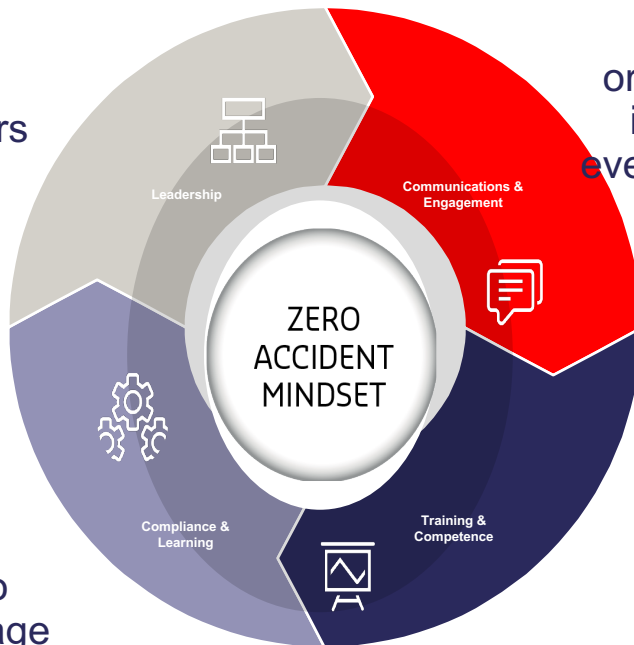 Leadership
Communications &
Engagement
ZERO
ACCIDENT
MINDSET
Compliance &
Learning
Training &
Competence